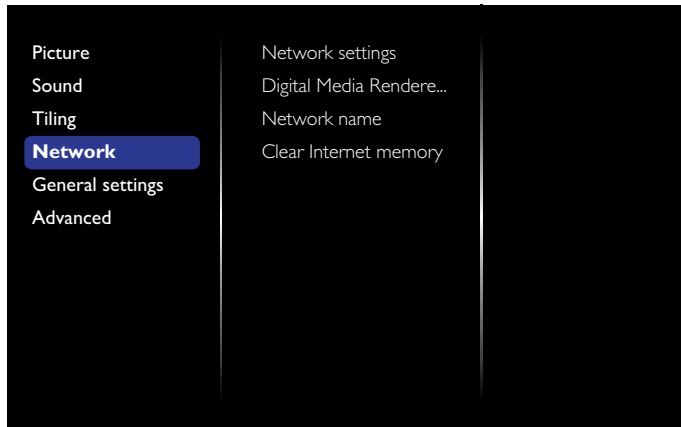 Picture
Sound
Tiling
Network
General settings
Advanced
Network settings
Digital Media Rendere...
Network name
Clear Internet memory